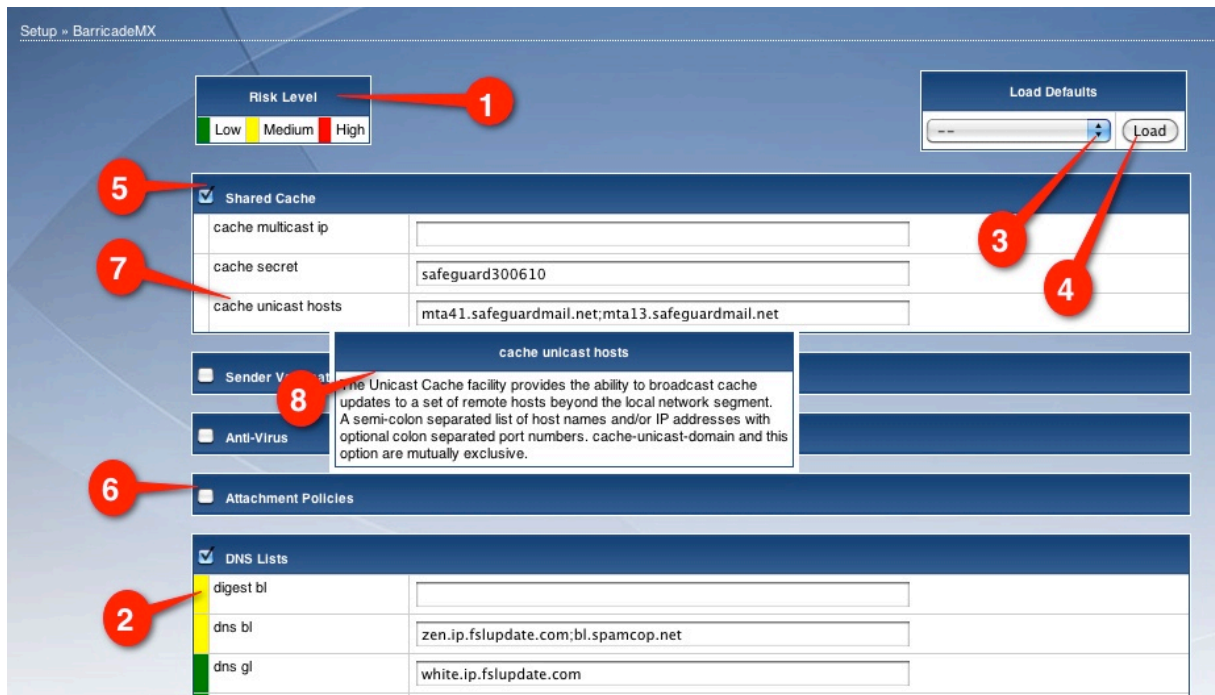 Setup » BarricadeMX
Risk Level
Low Medium High
1
Load Defaults
--
Load
3
4
5
Shared Cache
cache multicast ip
cache secret
safeguard300610
7
cache unicast hosts
mta41.safeguardmail.net;mta13.safeguardmail.net
cache unicast hosts
The Unicast Cache facility provides the ability to broadcast cache
updates to a set of remote hosts beyond the local network segment.
A semi-colon separated list of host names and/or IP addresses with
optional colon separated port numbers. cache-unicast-domain and this
option are mutually exclusive.
8
Sender
Anti-Virus
6
Attachment Policies
DNS Lists
2
digest bl
dns bl
zen.ip.fslupdate.com;bl.spamcop.net
dns gl
white.ip.fslupdate.com